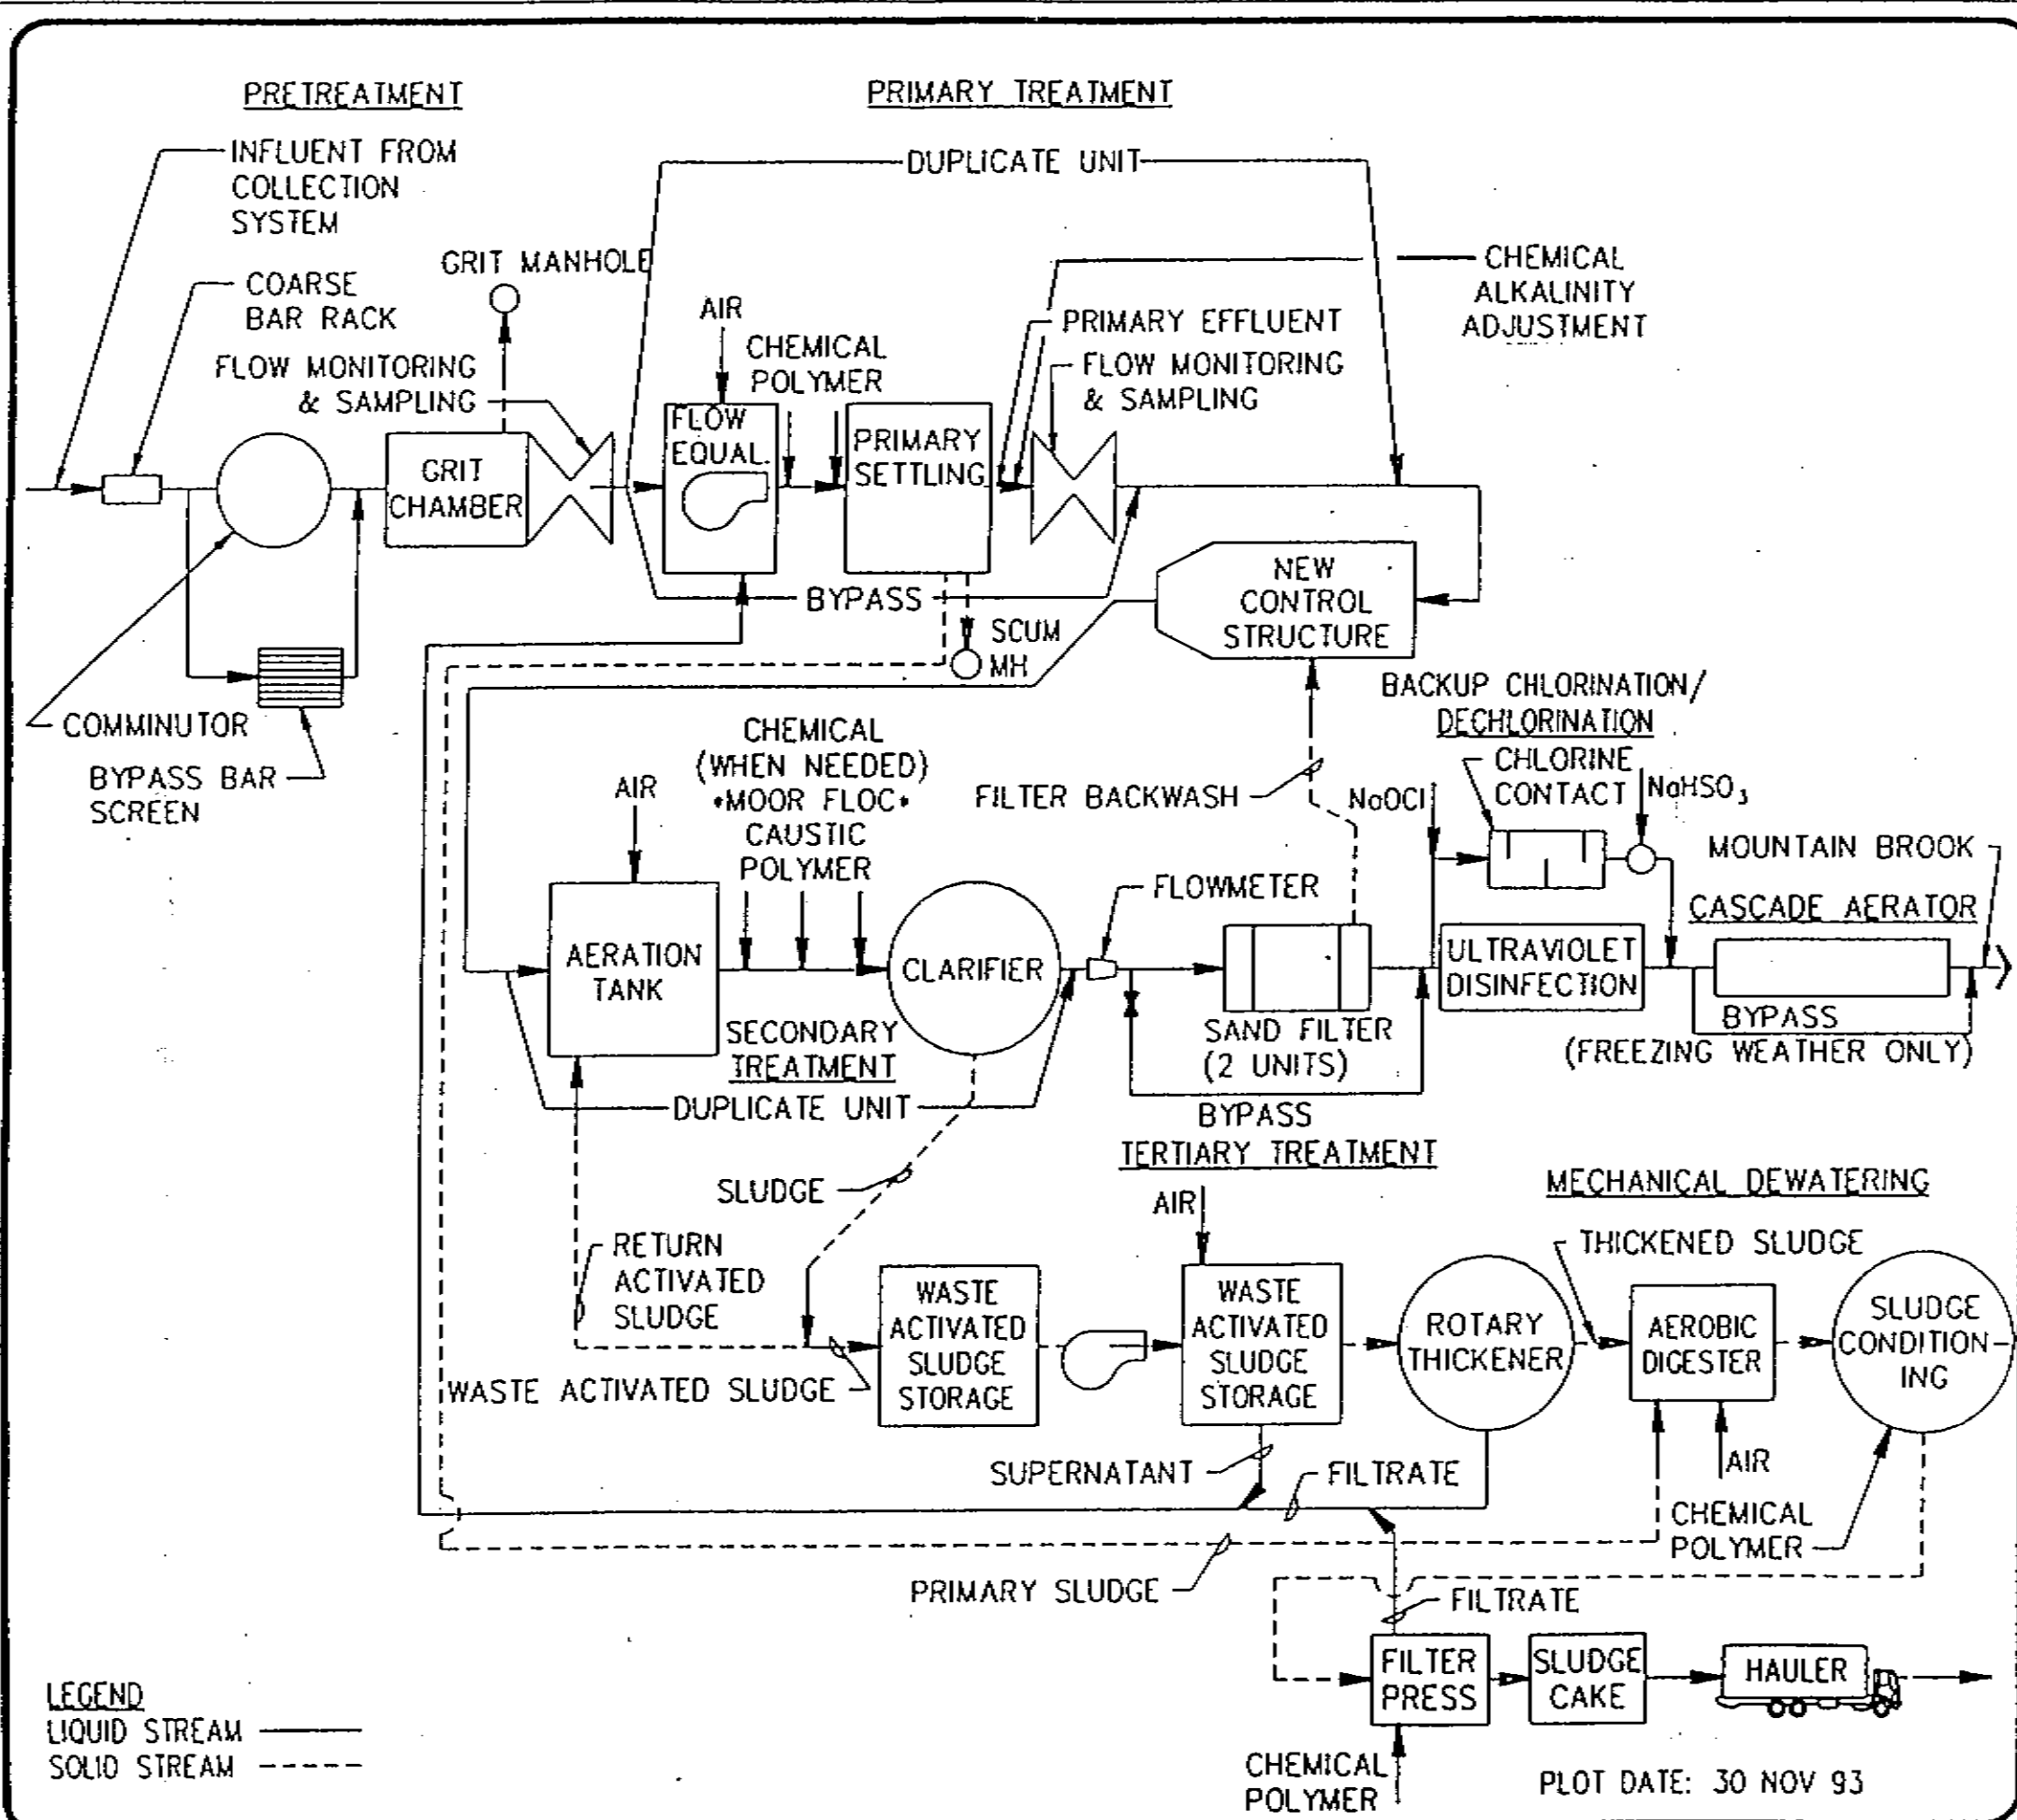 PRETREATMENT
PRIMARY TREATMENT
INFLUENT FROM
COLLECTION
SYSTEM
DUPLICATE UNIT
GRIT MANHOLE
COARSE
BAR RACK
CHEMICAL
ALKALINITY
ADJUSTMENT
AIR
CHEMICAL
POLYMER
PRIMARY EFFLUENT
FLOW MONITORING
& SAMPLING
FLOW MONITORING
& SAMPLING
GRIT
CHAMBER
FLOW
EQUAL.
PRIMARY
SETTLING
BYPASS
NEW
CONTROL
STRUCTURE
SCUM
MH
COMMINUTOR
BYPASS BAR
SCREEN
BACKUP CHLORINATION/
DECHLORINATION
CHEMICAL
(WHEN NEEDED)
*MOOR FLOC*
CAUSTIC
POLYMER
AIR
FILTER BACKWASH
NaOCl
CHLORINE
CONTACT
NaHSO3
MOUNTAIN BROOK
FLOWMETER
CASCADE AERATOR
AERATION
TANK
CLARIFIER
ULTRAVIOLET
DISINFECTION
SAND FILTER
(2 UNITS)
BYPASS
(FREEZING WEATHER ONLY)
SECONDARY
TREATMENT
DUPLICATE UNIT
BYPASS
TERTIARY TREATMENT
SLUDGE
AIR
MECHANICAL DEWATERING
RETURN
ACTIVATED
SLUDGE
THICKENED SLUDGE
WASTE
ACTIVATED
SLUDGE
STORAGE
WASTE
ACTIVATED
SLUDGE
STORAGE
ROTARY
THICKENER
AEROBIC
DIGESTER
SLUDGE
CONDITION-
ING
WASTE ACTIVATED SLUDGE
SUPERNATANT
FILTRATE
AIR
CHEMICAL
POLYMER
PRIMARY SLUDGE
FILTRATE
FILTER
PRESS
SLUDGE
CAKE
HAULER
LEGEND
LIQUID STREAM
SOLID STREAM
CHEMICAL
POLYMER
PLOT DATE: 30 NOV 93